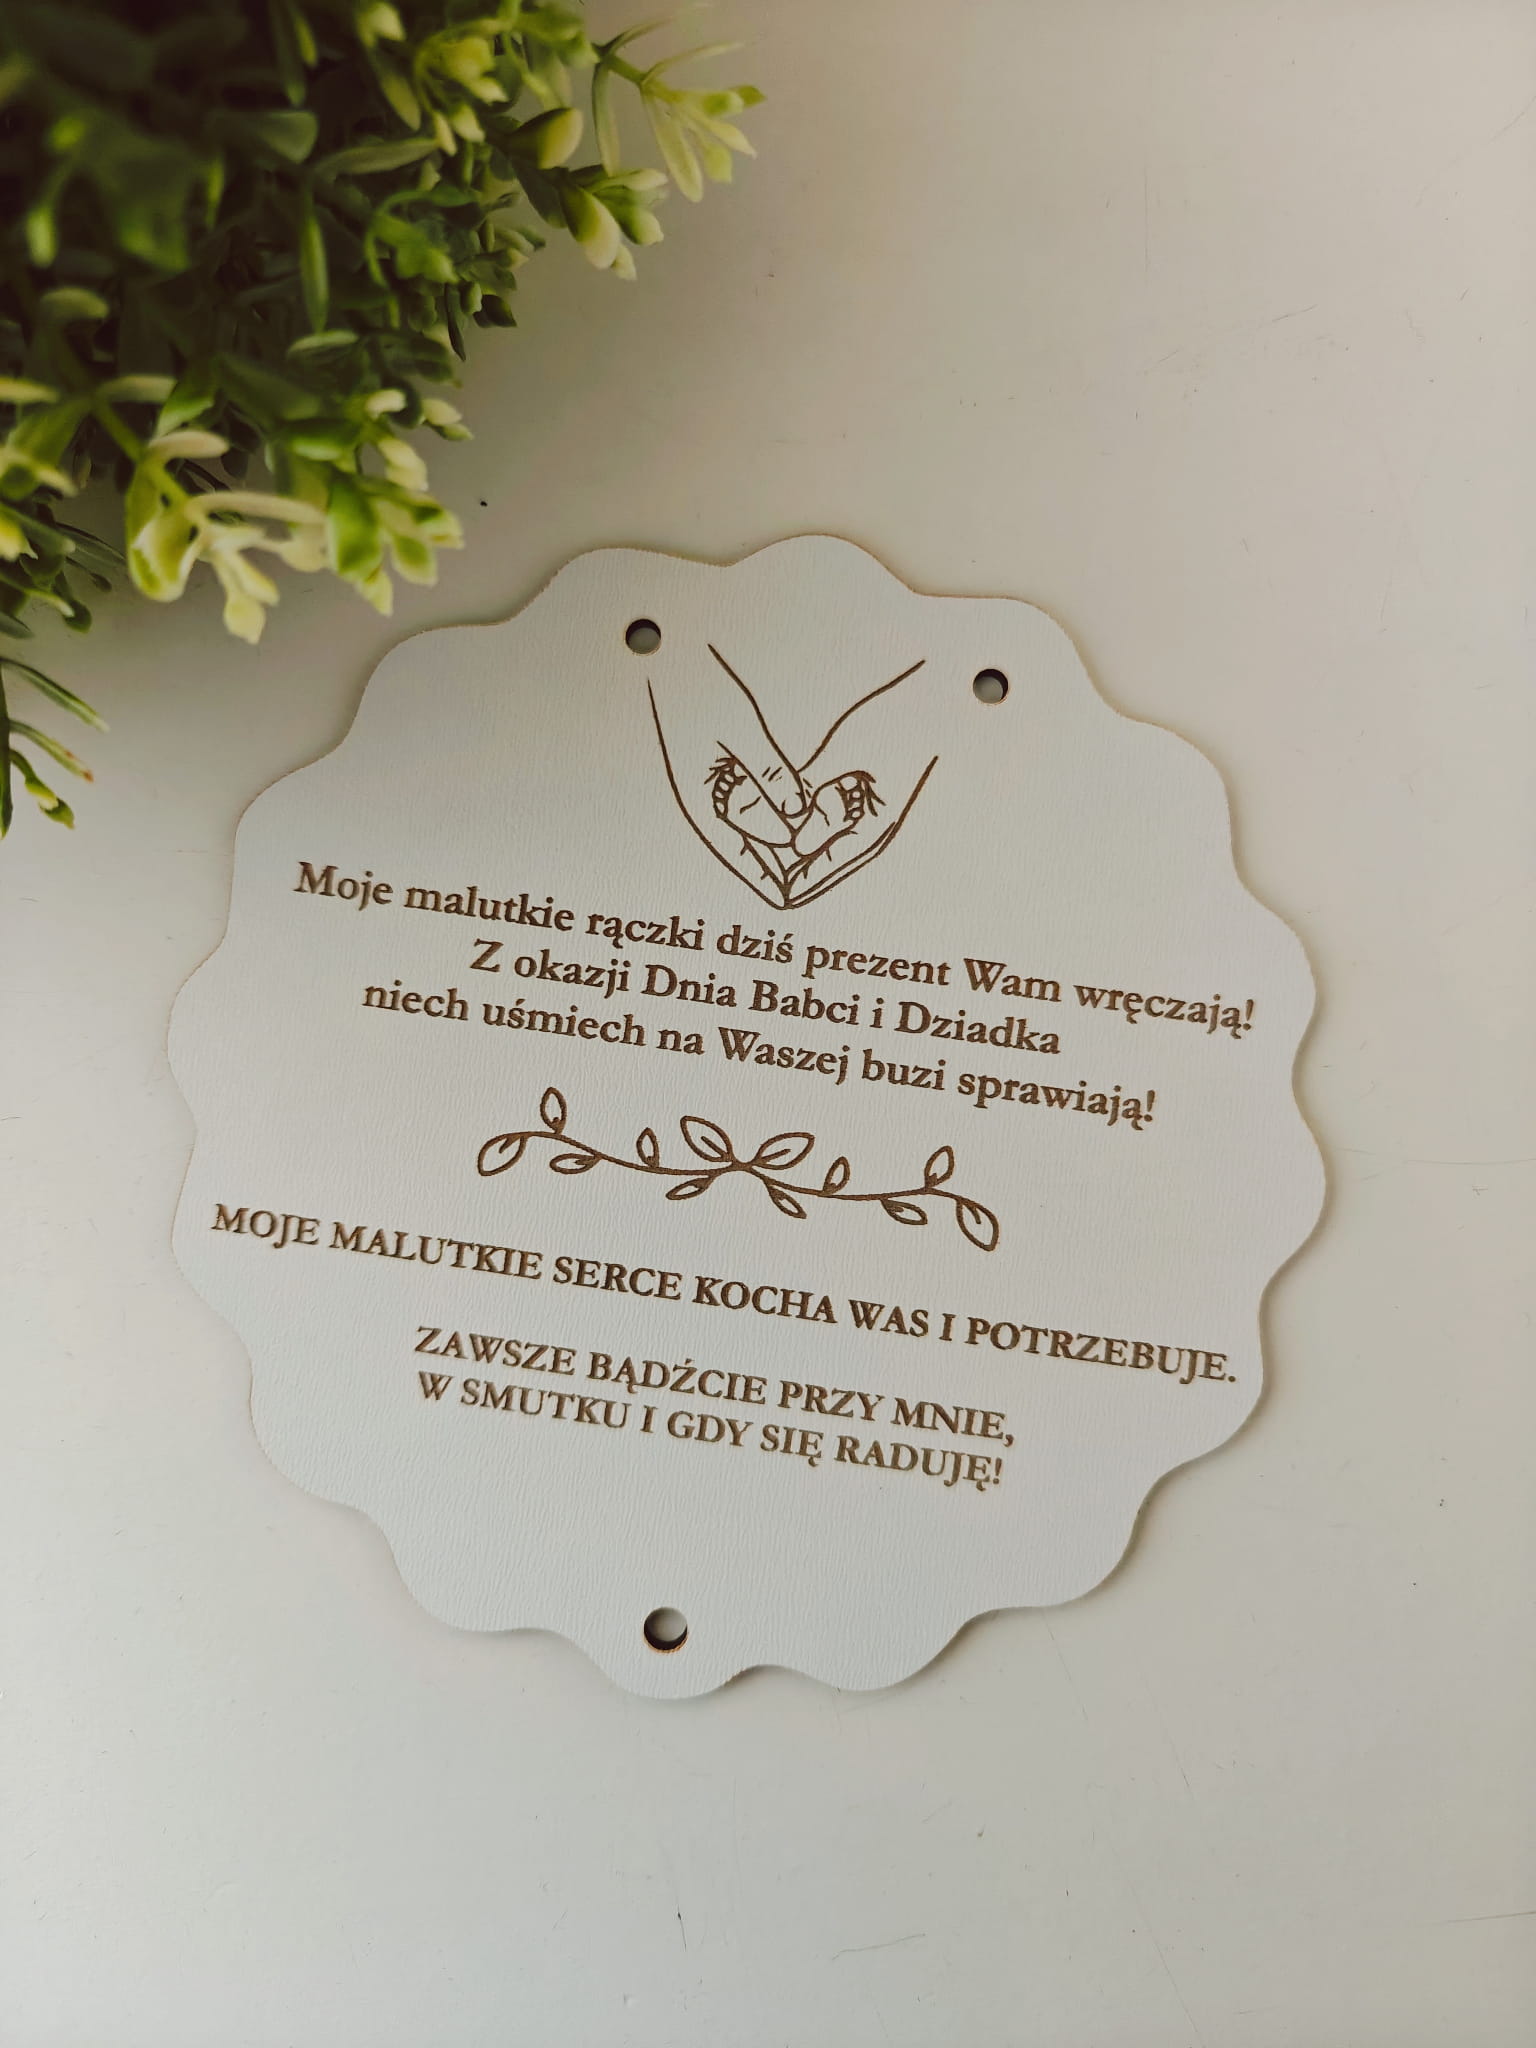 Moje malutkie rączki dziś prezent Wam wręczają!
Z okazji Dnia Babci i Dziadka
niech uśmiech na Waszej buzi sprawiają!
MOJE MALUTKIE SERCE KOCHA WAS I POTRZEBUJE.
ZAWSZE BĄDŹCIE PRZY MNIE,
W SMUTKU I GDY SIĘ RADUJĘ!